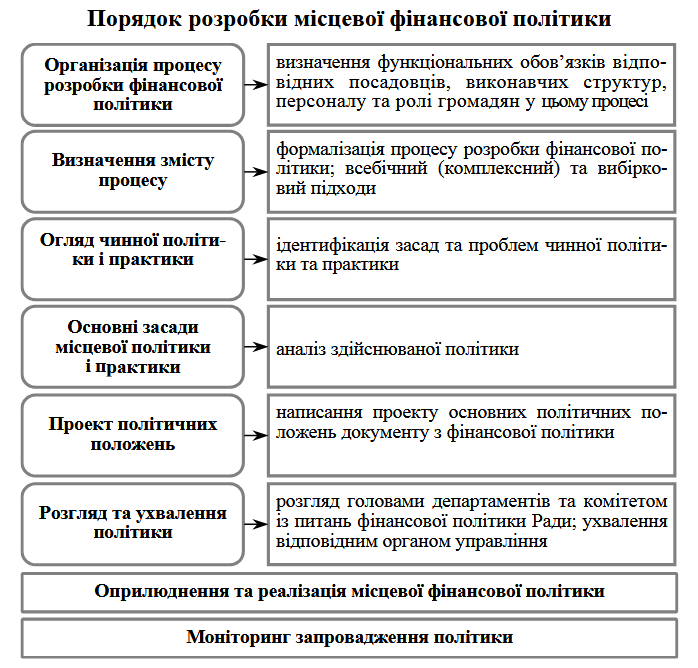 Порядок розробки місцевої фінансової політики
Організація процесу
розробки фінансової
політики
визначення функціональних обов’язків відпо-
відних посадовців, виконавчих структур,
персоналу та ролі громадян у цьому процесі
Визначення змісту
процесу
формалізація процесу розробки фінансової по-
літики; всебічний (комплексний) та вибірко-
вий підходи
Огляд чинної політи-
ки і практики
ідентифікація засад та проблем чинної політи-
ки та практики
Основні засади
місцевої політики
і практики
аналіз здійснюваної політики
Проект політичних
положень
написання проекту основних політичних по-
ложень документу з фінансової політики
Розгляд та ухвалення
політики
розгляд головами департаментів та комітетом
із питань фінансової політики Ради; ухвалення
відповідним органом управління
Оприлюднення та реалізація місцевої фінансової політики
Моніторинг запровадження політики